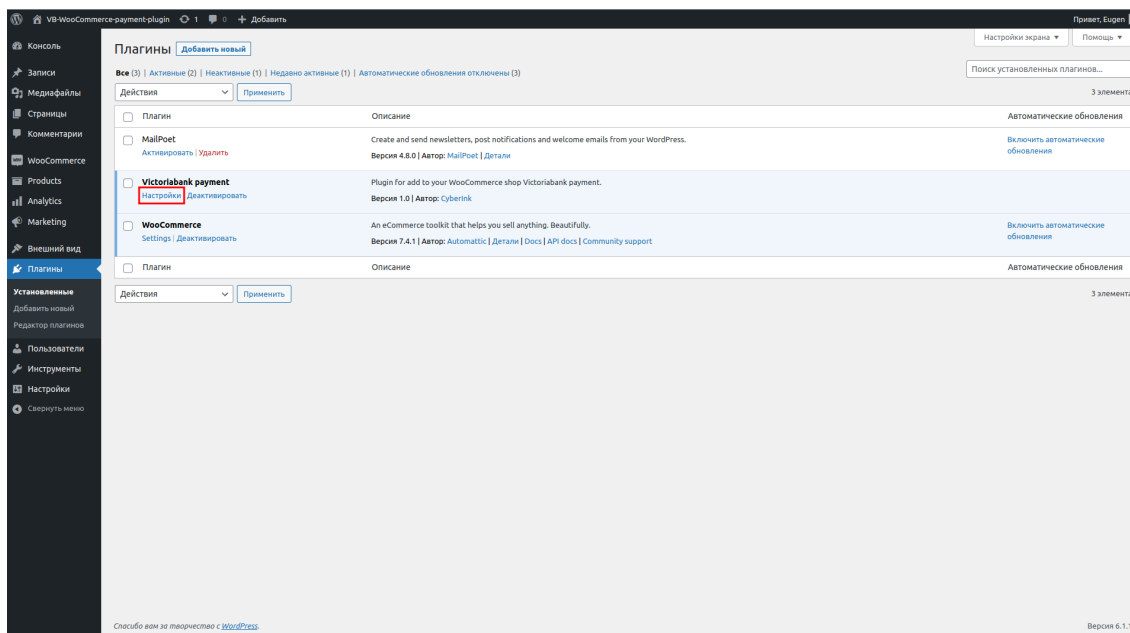 VB-WooCommerce-payment-plugin 1 0 + Добавить Привет, Eugen
Настройки экрана ▼ Помощь ▼
Консоль
Записи
Медиафайлы
Страницы
Комментарии
WooCommerce
Products
Analytics
Marketing
Внешний вид
Плагины
Установленные
Добавить новый
Редактор плагинов
Пользователи
Инструменты
Настройки
Свернуть меню
Плагины Добавить новый
Все (3) | Активные (2) | Неактивные (1) | Недавно активные (1) | Автоматические обновления отключены (3)
Поиск установленных плагинов...
Действия Применить 3 элемента
Плагин Описание Автоматические обновления
MailPoet Create and send newsletters, post notifications and welcome emails from your WordPress. Включить автоматические
Активировать | Удалить Версия 4.8.0 | Автор: MailPoet | Детали обновления
Victoriabank payment Plugin for add to your WooCommerce shop Victoriabank payment.
Настройки | Деактивировать Версия 1.0 | Автор: CyberInk
WooCommerce An eCommerce toolkit that helps you sell anything. Beautifully. Включить автоматические
Settings | Деактивировать Версия 7.4.1 | Автор: Automattic | Детали | Docs | API docs | Community support обновления
Плагин Описание Автоматические обновления
Действия Применить 3 элемента
Спасибо вам за творчество с WordPress. Версия 6.1.1